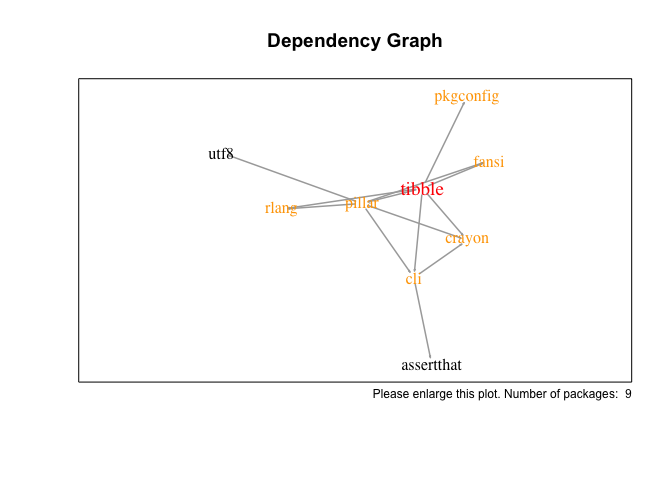 Dependency Graph
pkgconfig
utf8
fansi
tibble
rlang
pillar
crayon
cli
assertthat
Please enlarge this plot. Number of packages:  9